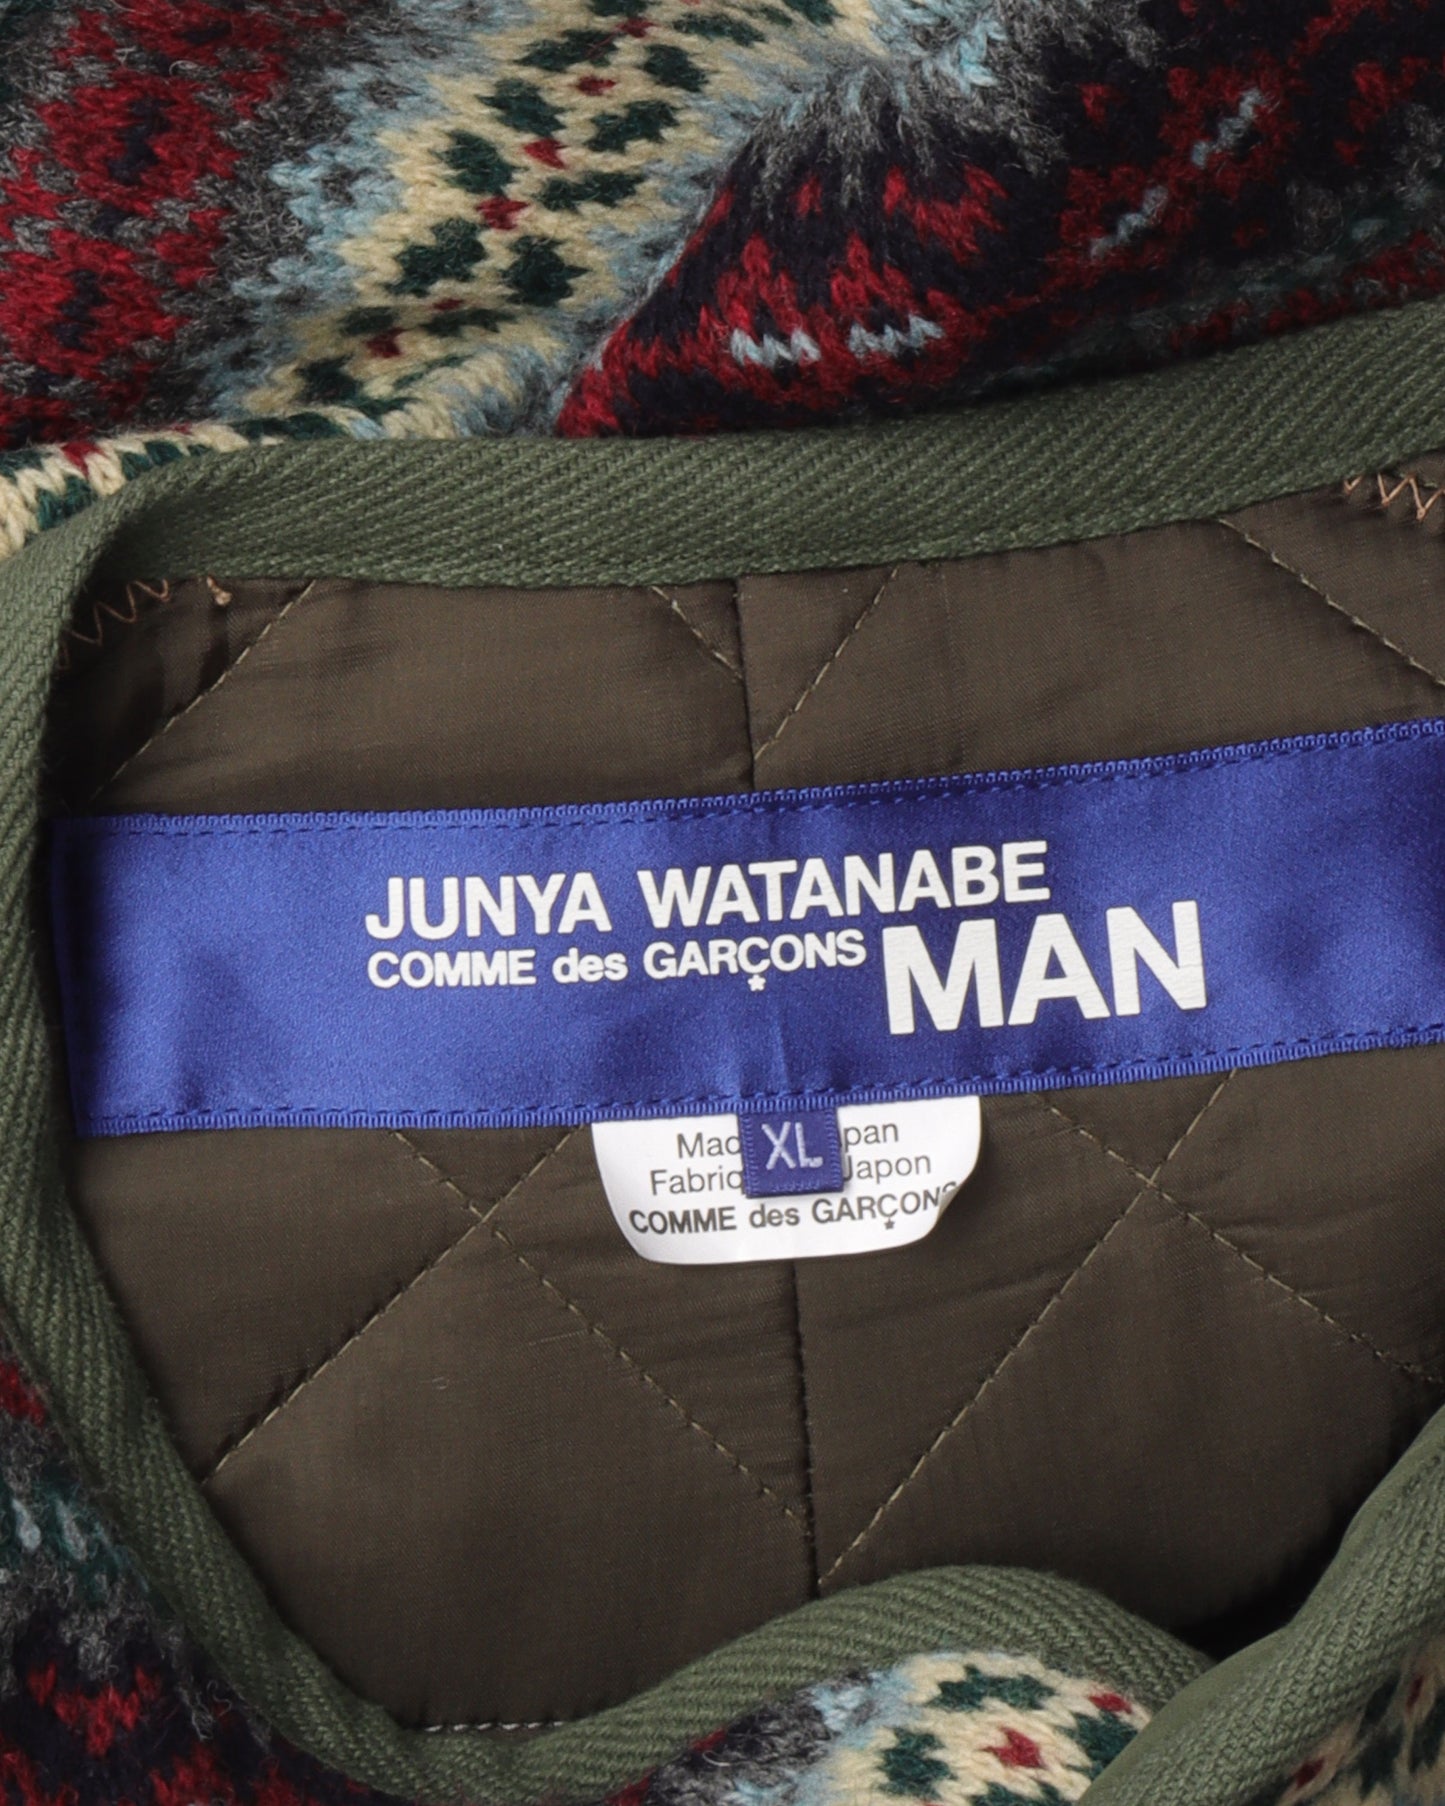 JUNYA WATANABE
COMME des GARÇONS
MAN
XL
COMME des GARÇONS